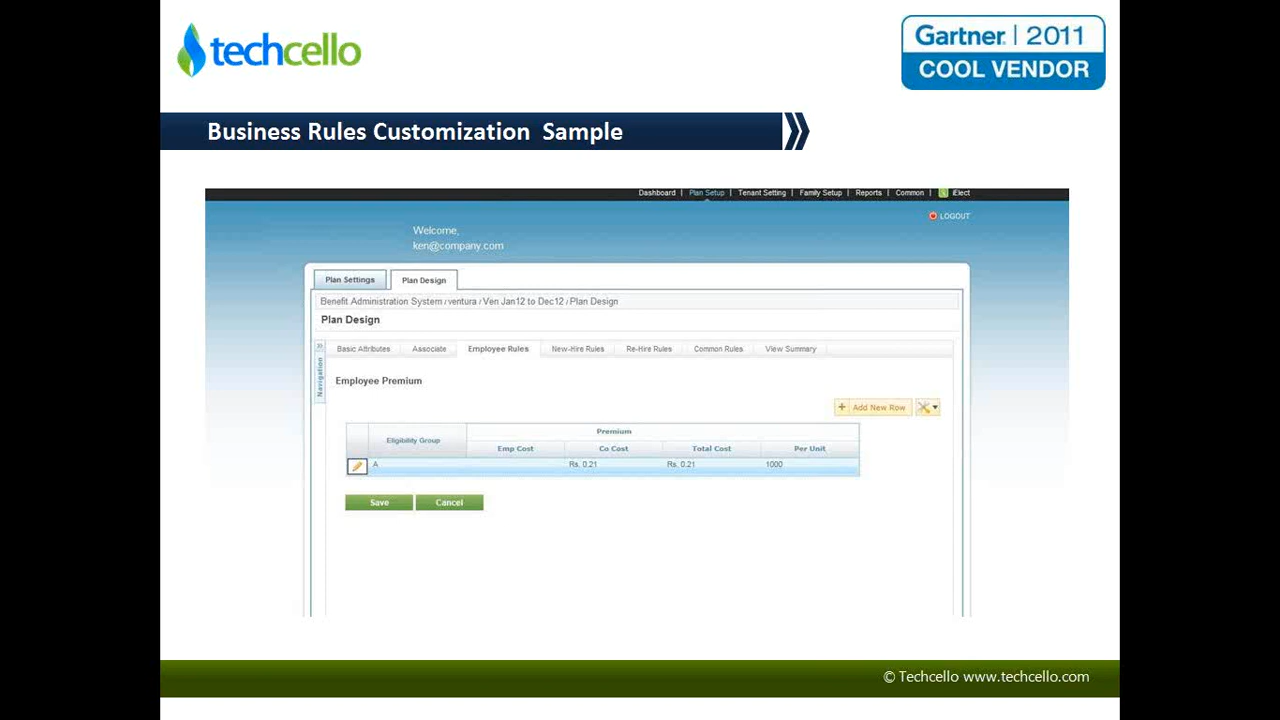 techcello
Gartner. | 2011
COOL VENDOR
Business Rules Customization Sample
Dashboard | Plan Setup | Tenant Setting | Family Setup | Reports | Common | iElect
LOGOUT
Welcome,
ken@company.com
Plan Settings Plan Design
Benefit Administration System / ventura / Ven Jan12 to Dec12 / Plan Design
Plan Design
Navigation
Basic Attributes Associate Employee Rules New-Hire Rules Re-Hire Rules Common Rules View Summary
Employee Premium
+ Add New Row
Eligibility Group Premium
Emp Cost Co Cost Total Cost Per Unit
A Rs. 0.21 Rs. 0.21 1000
Save Cancel
© Techcello www.techcello.com